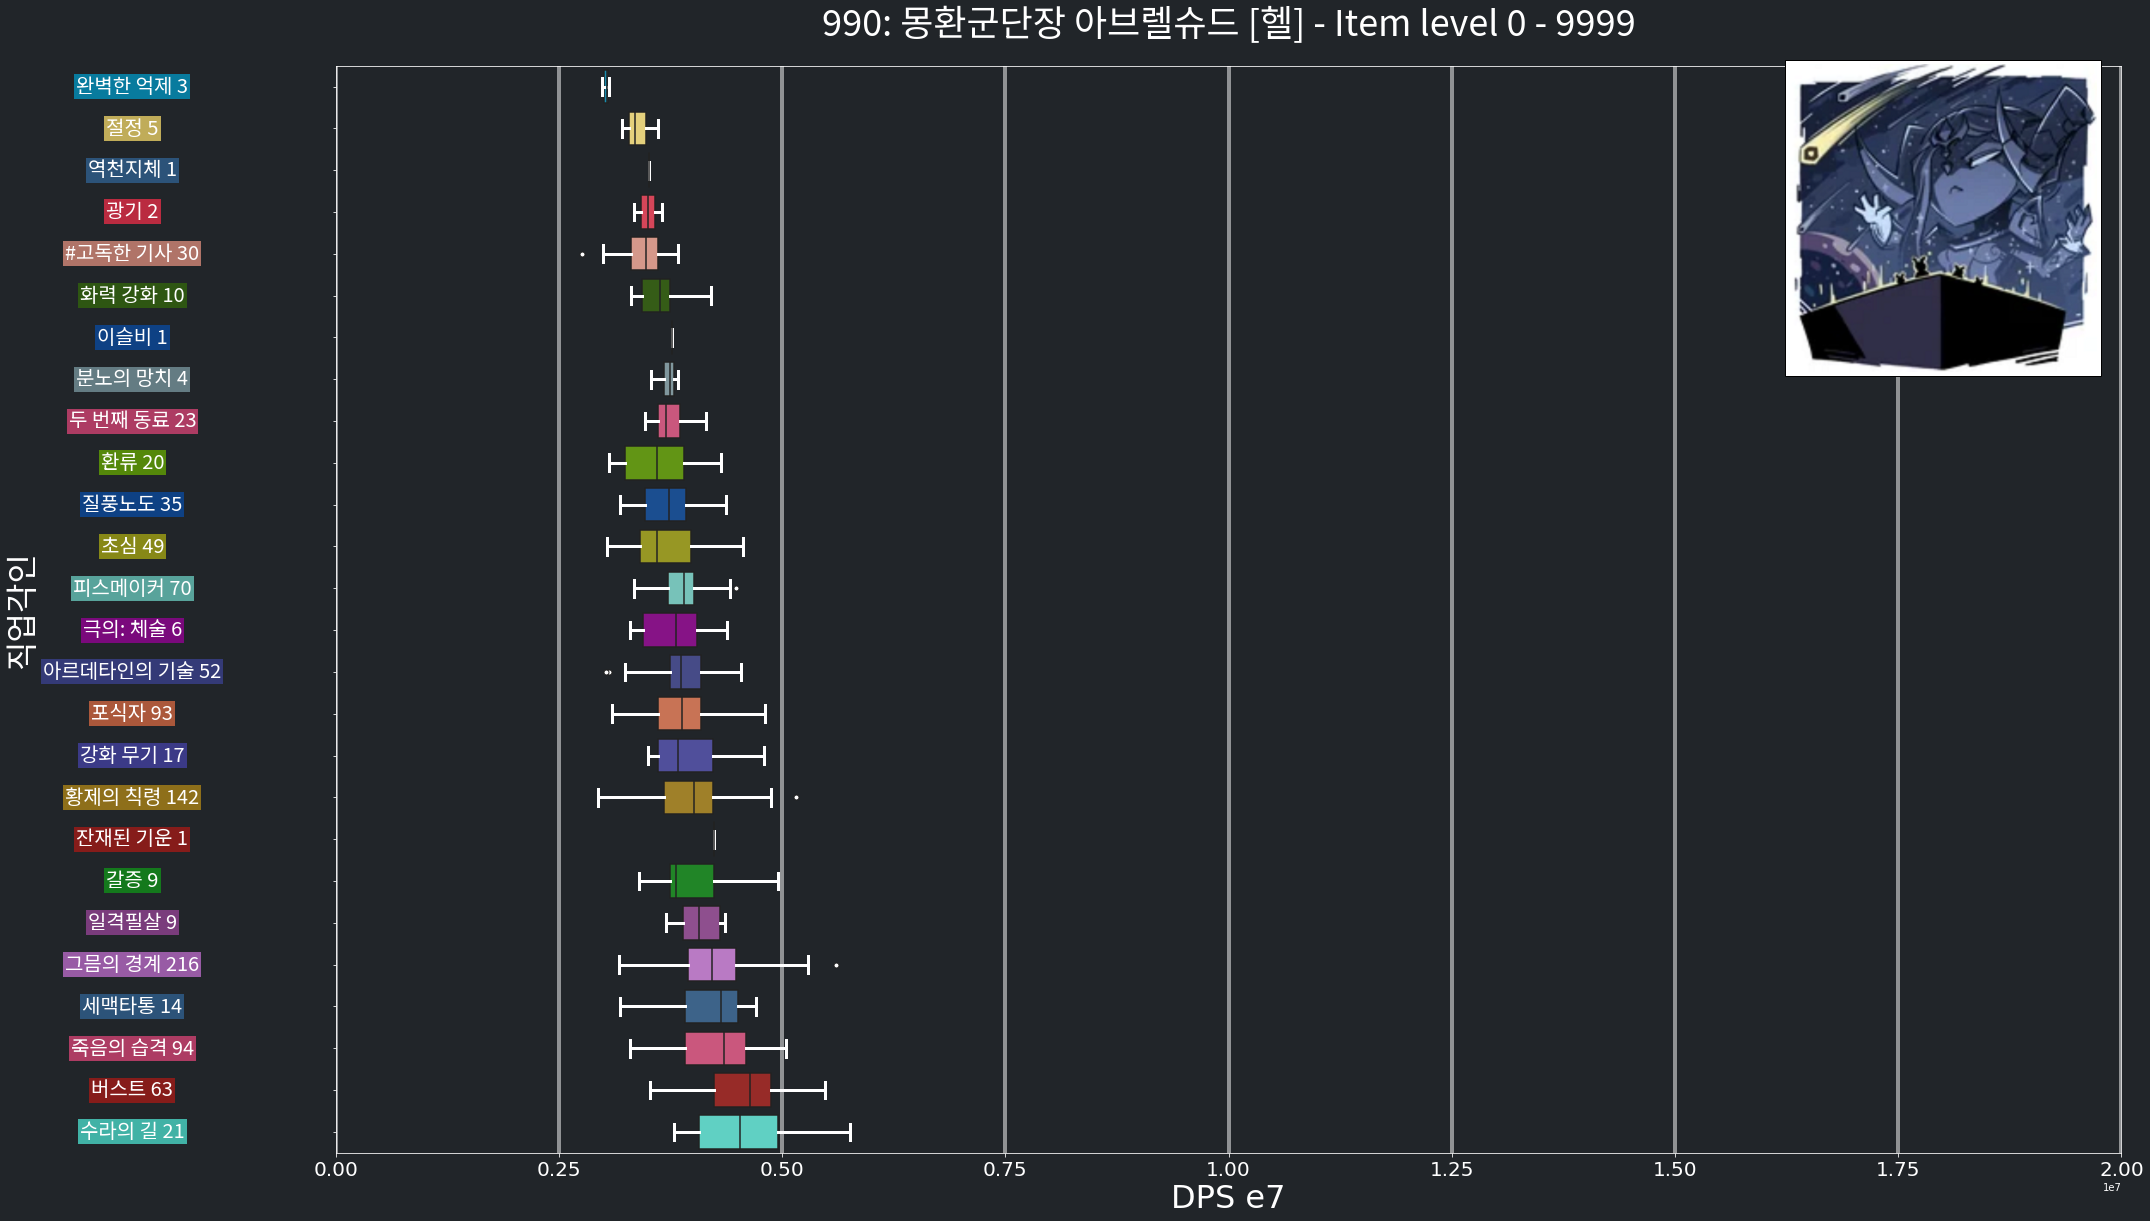 990: 몽환군단장 아브렐슈드 [헬] - Item level 0 - 9999
직업각인
완벽한 억제 3
절정 5
역천지체 1
광기 2
#고독한 기사 30
화력 강화 10
이슬비 1
분노의 망치 4
두 번째 동료 23
환류 20
질풍노도 35
초심 49
피스메이커 70
극의: 체술 6
아르데타인의 기술 52
포식자 93
강화 무기 17
황제의 칙령 142
잔재된 기운 1
갈증 9
일격필살 9
그믐의 경계 216
세맥타통 14
죽음의 습격 94
버스트 63
수라의 길 21
0.00 0.25 0.50 0.75 1.00 1.25 1.50 1.75 2.00
1e7
DPS e7